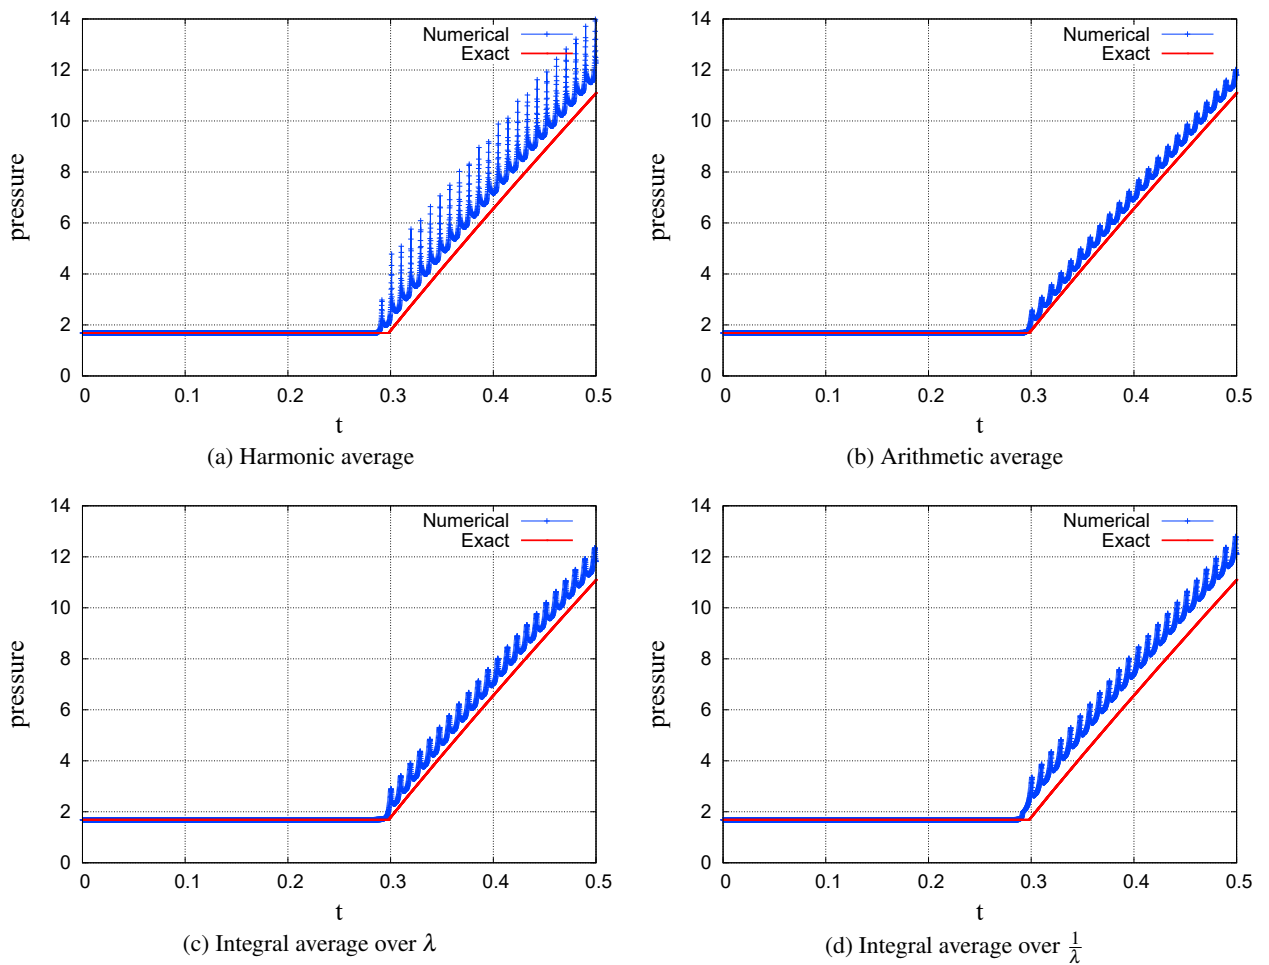 14
12
10
8
6
4
2
0
pressure
Numerical
Exact
0 0.1 0.2 0.3 0.4 0.5
t
(a) Harmonic average
14
12
10
8
6
4
2
0
pressure
Numerical
Exact
0 0.1 0.2 0.3 0.4 0.5
t
(b) Arithmetic average
14
12
10
8
6
4
2
0
pressure
Numerical
Exact
0 0.1 0.2 0.3 0.4 0.5
t
(c) Integral average over λ
14
12
10
8
6
4
2
0
pressure
Numerical
Exact
0 0.1 0.2 0.3 0.4 0.5
t
(d) Integral average over 1/λ